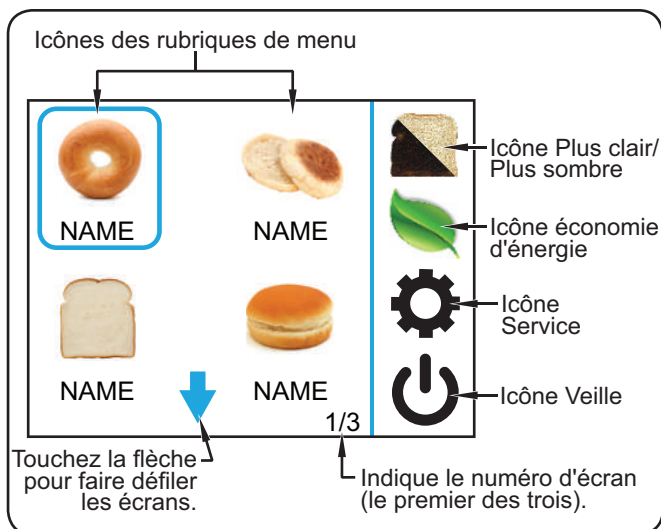 Icônes des rubriques de menu
NAME
NAME
NAME
NAME
1/3
Icône Plus clair/
Plus sombre
Icône économie
d'énergie
Icône
Service
Icône Veille
Touchez la flèche
pour faire défiler
les écrans.
Indique le numéro d'écran
(le premier des trois).